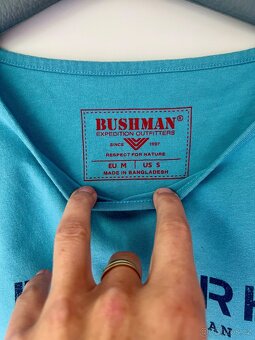 BUSHMAN®
EXPEDITION OUTFITTERS
SINCE 1997
RESPECT FOR NATURE
EU M US S
MADE IN BANGLADESH